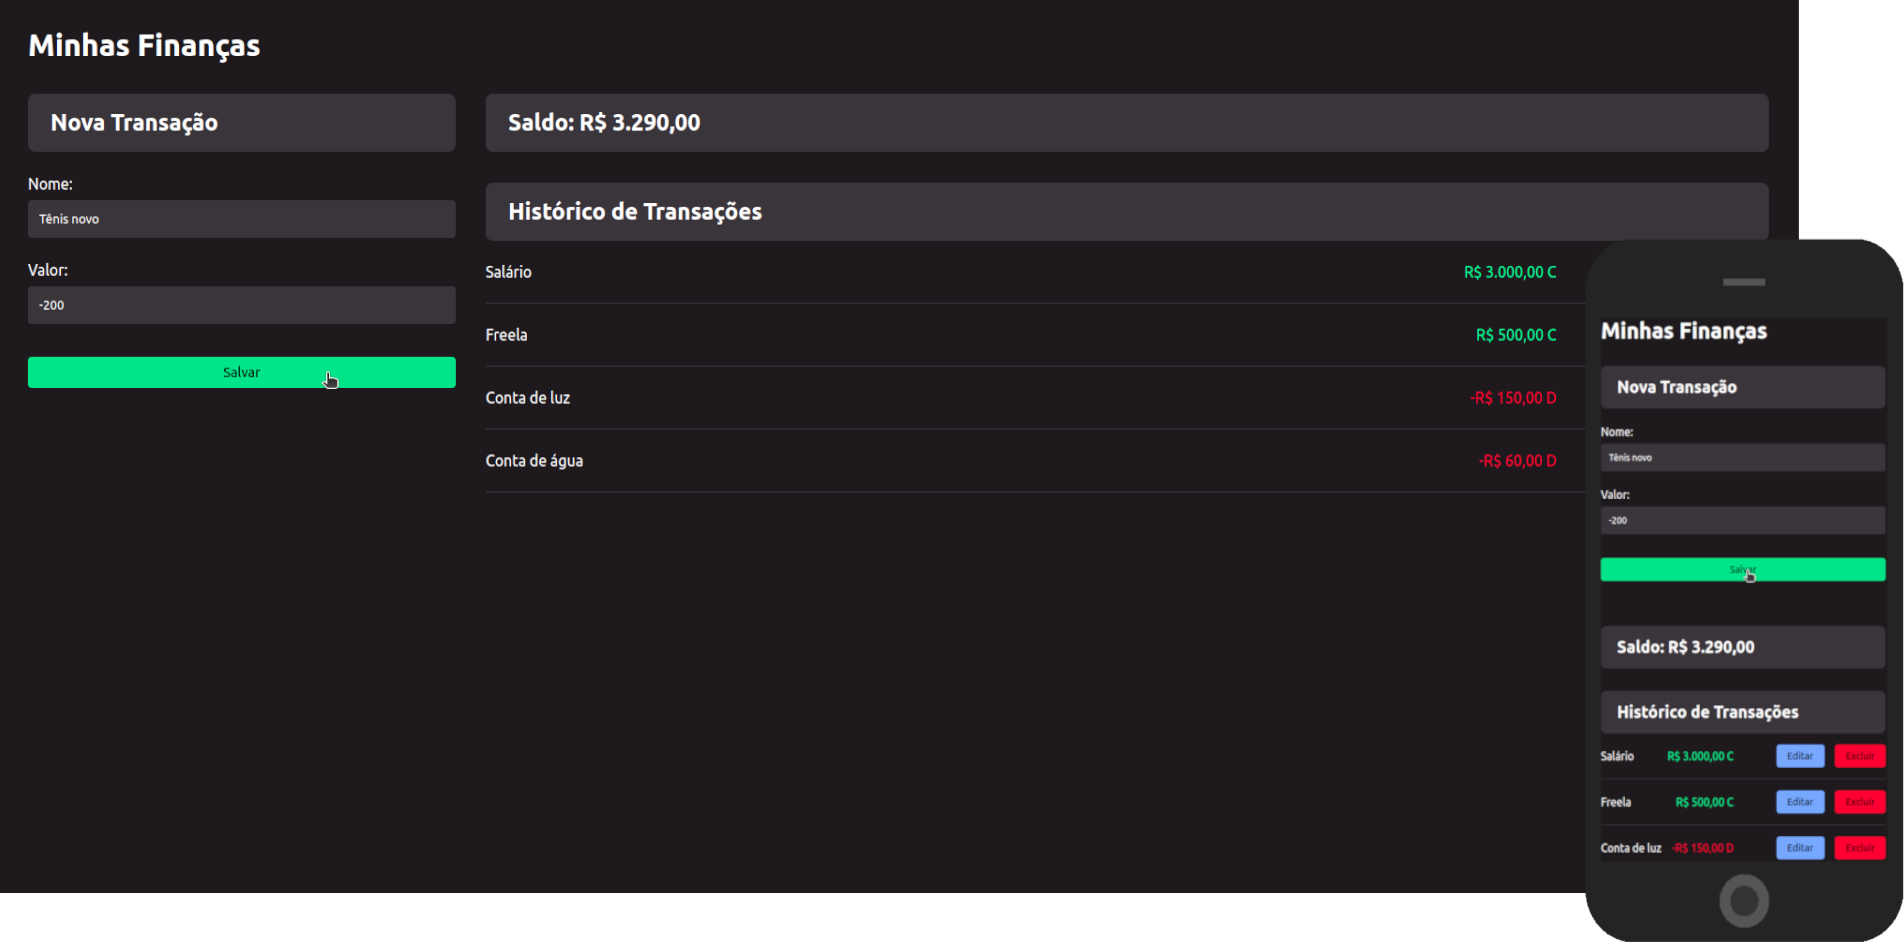 Minhas Finanças
Nova Transação
Nome:
Tênis novo
Valor:
-200
Salvar
Saldo: R$ 3.290,00
Histórico de Transações
Salário R$ 3.000,00 C
Freela R$ 500,00 C
Conta de luz -R$ 150,00 D
Conta de água -R$ 60,00 D
Minhas Finanças
Nova Transação
Nome:
Tênis novo
Valor:
-200
Salvar
Saldo: R$ 3.290,00
Histórico de Transações
Salário R$ 3.000,00 C Editar Excluir
Freela R$ 500,00 C Editar Excluir
Conta de luz -R$ 150,00 D Editar Excluir